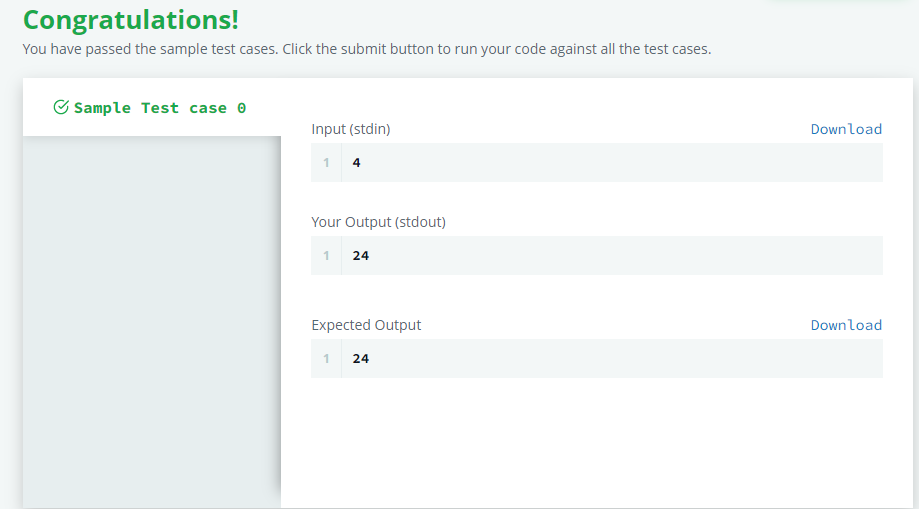 Congratulations!
You have passed the sample test cases. Click the submit button to run your code against all the test cases.
Sample Test case 0
Input (stdin)
Download
1
4
Your Output (stdout)
1
24
Expected Output
Download
1
24